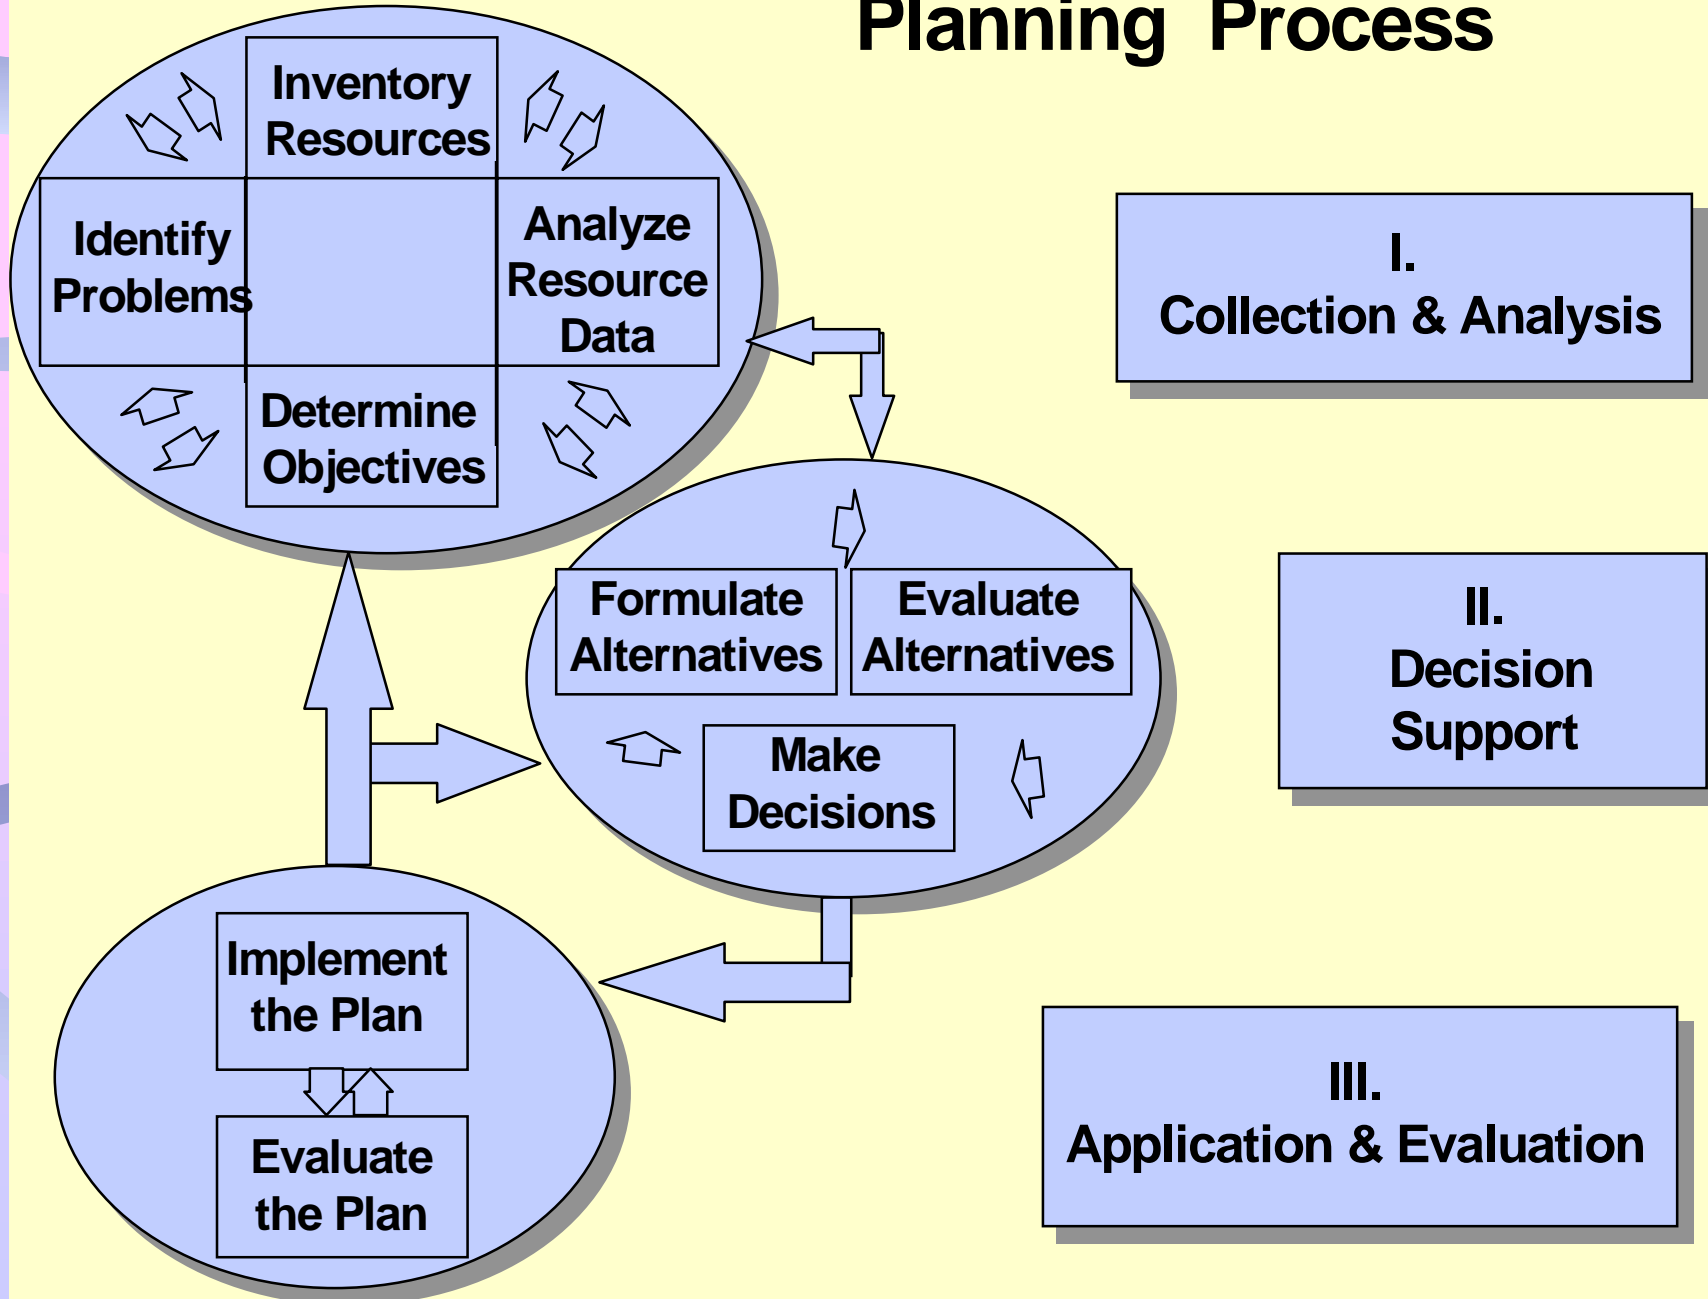 Planning Process
Inventory
Resources
Identify
Problems
Analyze
Resource
Data
Determine
Objectives
I.
Collection & Analysis
Formulate
Alternatives
Evaluate
Alternatives
Make
Decisions
II.
Decision
Support
Implement
the Plan
Evaluate
the Plan
III.
Application & Evaluation